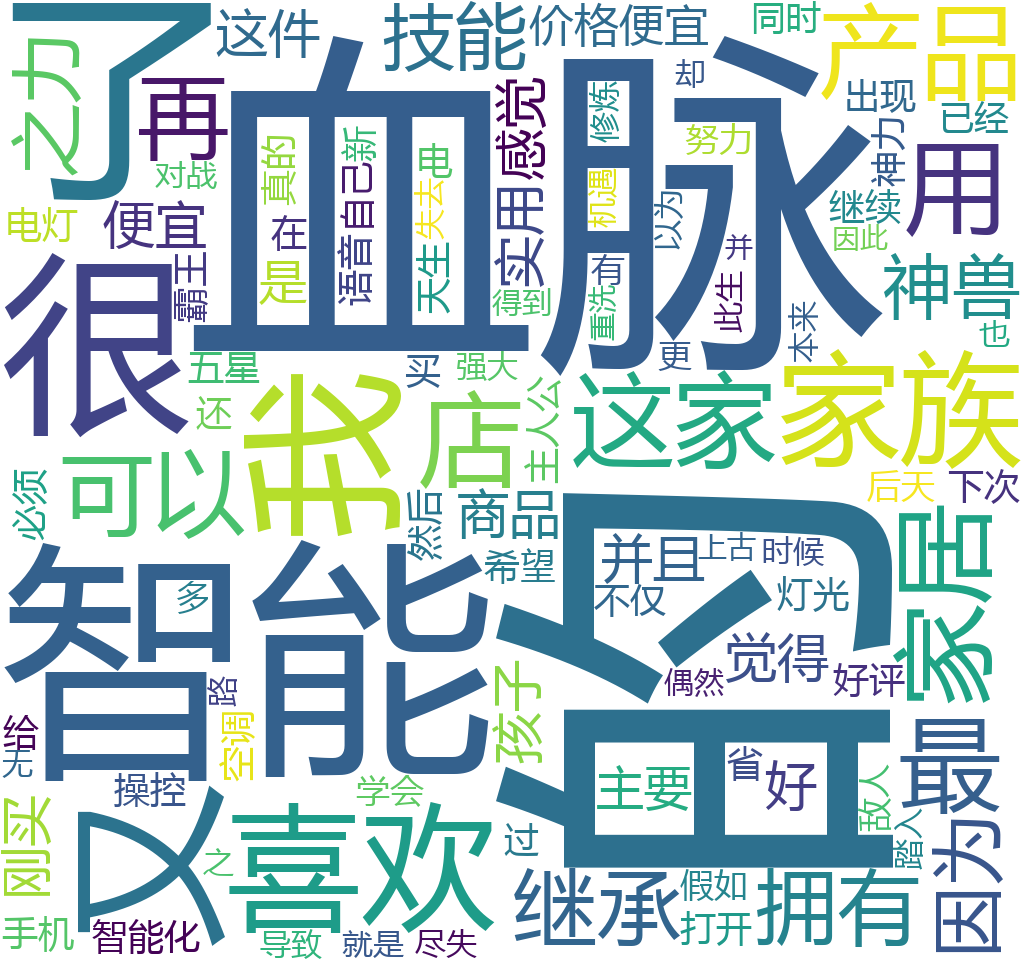 了
这件
技能
价格便宜
同时
产品
之力
再
血脉
感觉
却
修炼
出现
已经
努力
神力
用
对战
真的
新
电
电灯
便宜
在
自己
失去
实用
机遇
以为
继续
因此
霸王
是
语音
天生
得到
有
并
神兽
很
重洗
此生
本来
也
五星
买
强大
更
还
我
店
主人公
这家
家族
必须
可以
然后
商品
后天
下次
智能
希望
的
并且
上古
时候
家居
多
不仅
灯光
路
孩子
觉得
偶然
好评
给
无
空调
最
操控
学会
主要
省
好
敌人
刚买
又
喜欢
之
过
踏入
因为
手机
智能化
导致
就是
尽失
继承
假如
打开
拥有